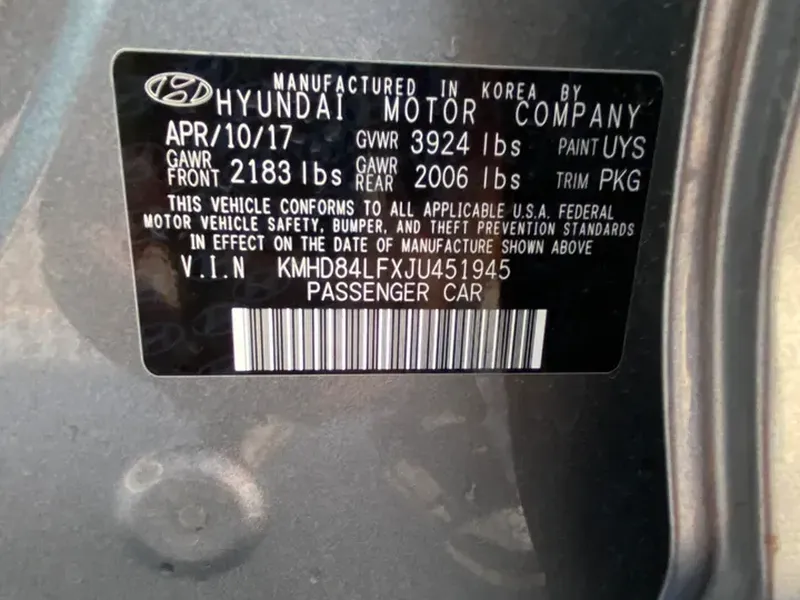 MANUFACTURED IN KOREA BY
HYUNDAI MOTOR COMPANY
APR/10/17 GVWR 3924 lbs PAINT UYS
GAWR FRONT 2183 lbs GAWR REAR 2006 lbs TRIM PKG
THIS VEHICLE CONFORMS TO ALL APPLICABLE U.S.A. FEDERAL
MOTOR VEHICLE SAFETY, BUMPER, AND THEFT PREVENTION STANDARDS
IN EFFECT ON THE DATE OF MANUFACTURE SHOWN ABOVE
V.I.N KMHD84LFXJU451945
PASSENGER CAR